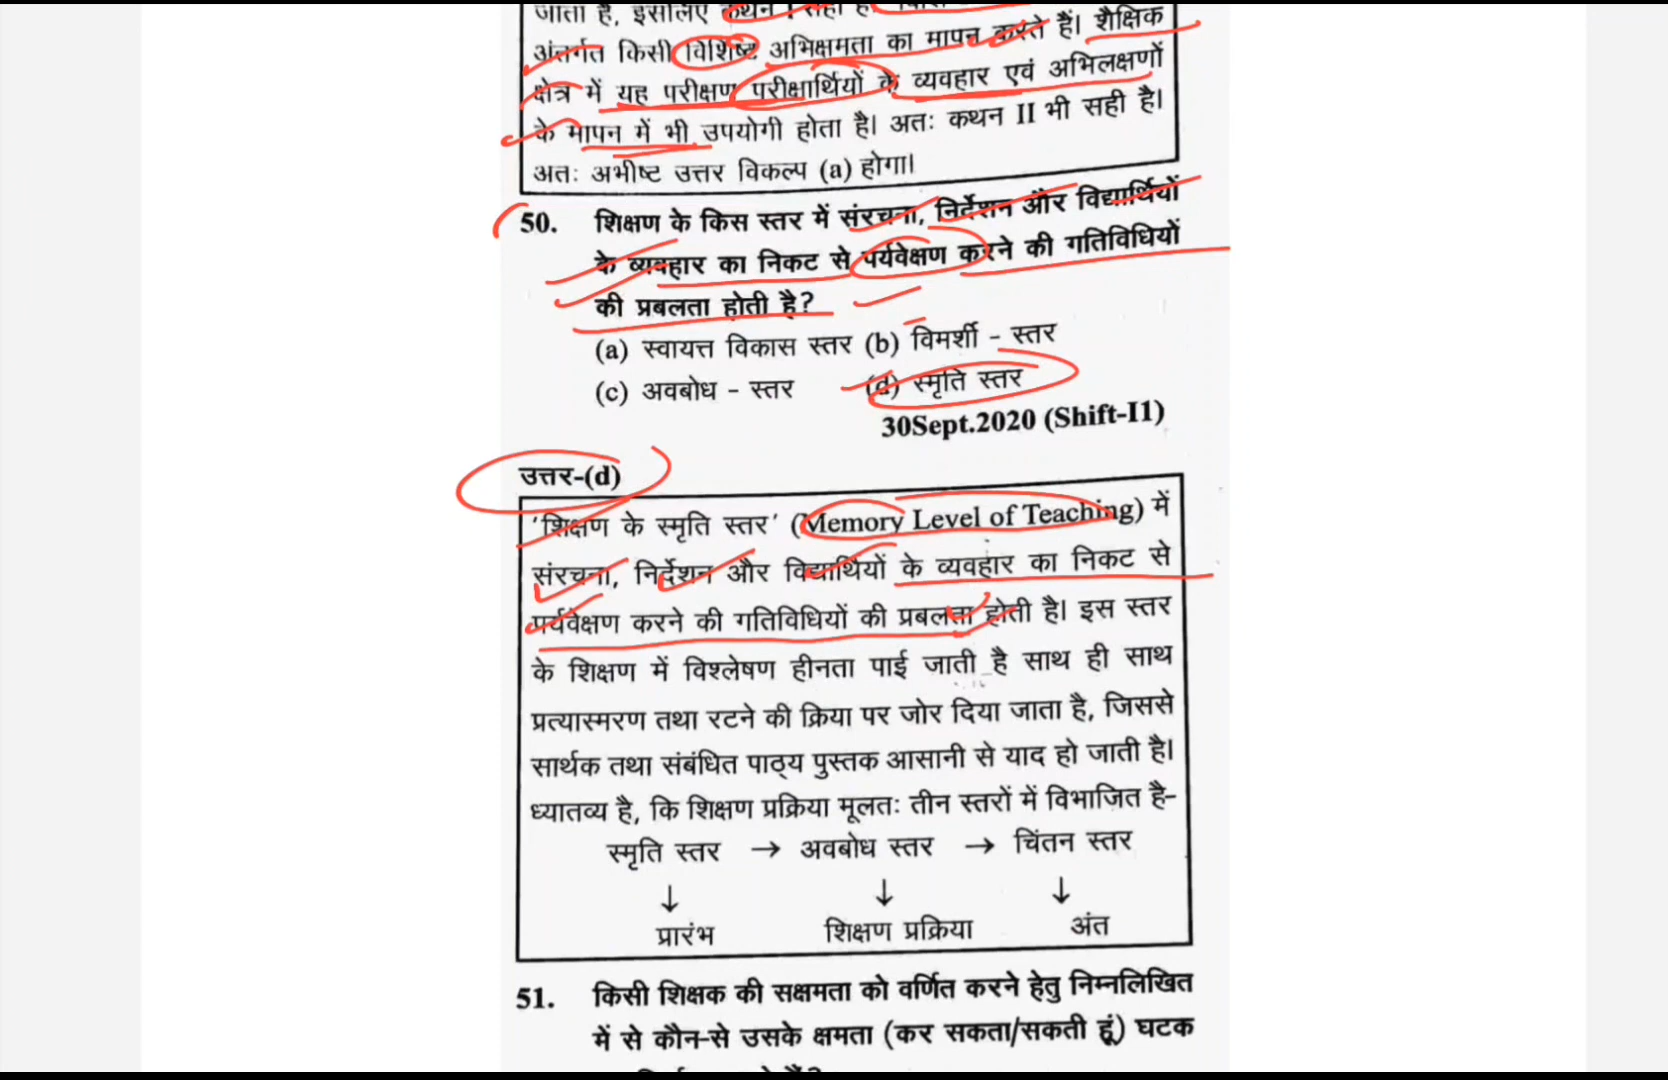 जाता है, इसलिए कथन I सही है
अंतर्गत किसी विशिष्ट अभिक्षमता का मापन करते हैं। शैक्षिक
क्षेत्र में यह परीक्षण परीक्षार्थियों के व्यवहार एवं अभिलक्षणों
के मापन में भी उपयोगी होता है। अतः कथन II भी सही है।
अतः अभीष्ट उत्तर विकल्प (a) होगा।
50. शिक्षण के किस स्तर में संरचना, निर्देशन और विद्यार्थियों
के व्यवहार का निकट से पर्यवेक्षण करने की गतिविधियों
की प्रबलता होती है?
(a) स्वायत्त विकास स्तर (b) विमर्शी - स्तर
(c) अवबोध - स्तर (d) स्मृति स्तर
30Sept.2020 (Shift-I1)
उत्तर-(d)
'शिक्षण के स्मृति स्तर' (Memory Level of Teaching) में
संरचना, निर्देशन और विद्यार्थियों के व्यवहार का निकट से
पर्यवेक्षण करने की गतिविधियों की प्रबलता होती है। इस स्तर
के शिक्षण में विश्लेषण हीनता पाई जाती है साथ ही साथ
प्रत्यास्मरण तथा रटने की क्रिया पर जोर दिया जाता है, जिससे
सार्थक तथा संबंधित पाठ्य पुस्तक आसानी से याद हो जाती है।
ध्यातव्य है, कि शिक्षण प्रक्रिया मूलतः तीन स्तरों में विभाजित है-
स्मृति स्तर → अवबोध स्तर → चिंतन स्तर
↓ ↓ ↓
प्रारंभ शिक्षण प्रक्रिया अंत
51. किसी शिक्षक की सक्षमता को वर्णित करने हेतु निम्नलिखित
में से कौन-से उसके क्षमता (कर सकता/सकती हूं) घटक